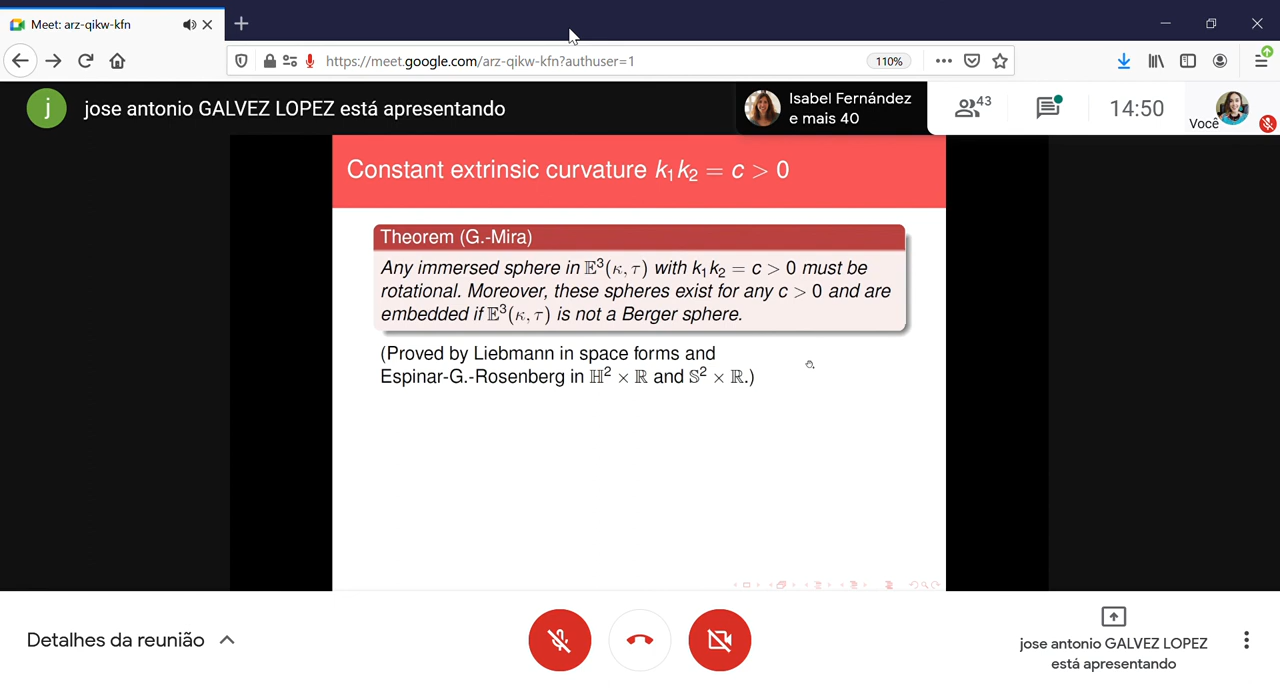 Meet: arz-qikw-kfn
https://meet.google.com/arz-qikw-kfn?authuser=1
110%
j
jose antonio GALVEZ LOPEZ está apresentando
Isabel Fernández
e mais 40
43
14:50
Você
Constant extrinsic curvature k₁k₂ = c > 0
Theorem (G.-Mira)
Any immersed sphere in 𝔼³(κ, τ) with k₁k₂ = c > 0 must be
rotational. Moreover, these spheres exist for any c > 0 and are
embedded if 𝔼³(κ, τ) is not a Berger sphere.
(Proved by Liebmann in space forms and
Espinar-G.-Rosenberg in ℍ² × ℝ and 𝕊² × ℝ.)
Detalhes da reunião
jose antonio GALVEZ LOPEZ
está apresentando